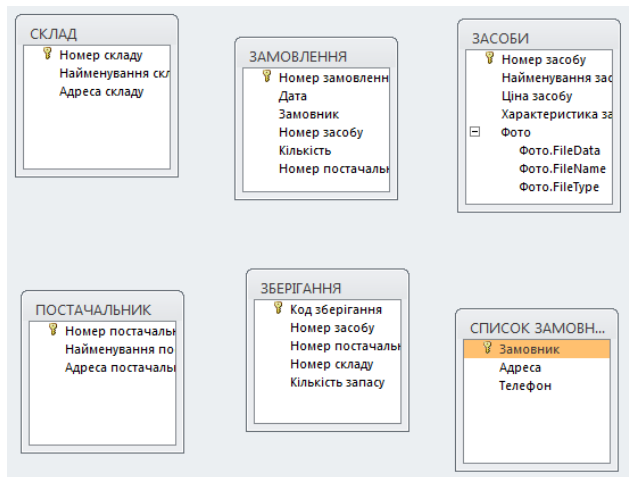 СКЛАД
Номер складу
Найменування скл
Адреса складу
ЗАМОВЛЕННЯ
Номер замовленн
Дата
Замовник
Номер засобу
Кількість
Номер постачальн
ЗАСОБИ
Номер засобу
Найменування зас
Ціна засобу
Характеристика за
Фото
Фото.FileData
Фото.FileName
Фото.FileType
ПОСТАЧАЛЬНИК
Номер постачальн
Найменування по
Адреса постачаль
ЗБЕРІГАННЯ
Код зберігання
Номер засобу
Номер постачальн
Номер складу
Кількість запасу
СПИСОК ЗАМОВН...
Замовник
Адреса
Телефон